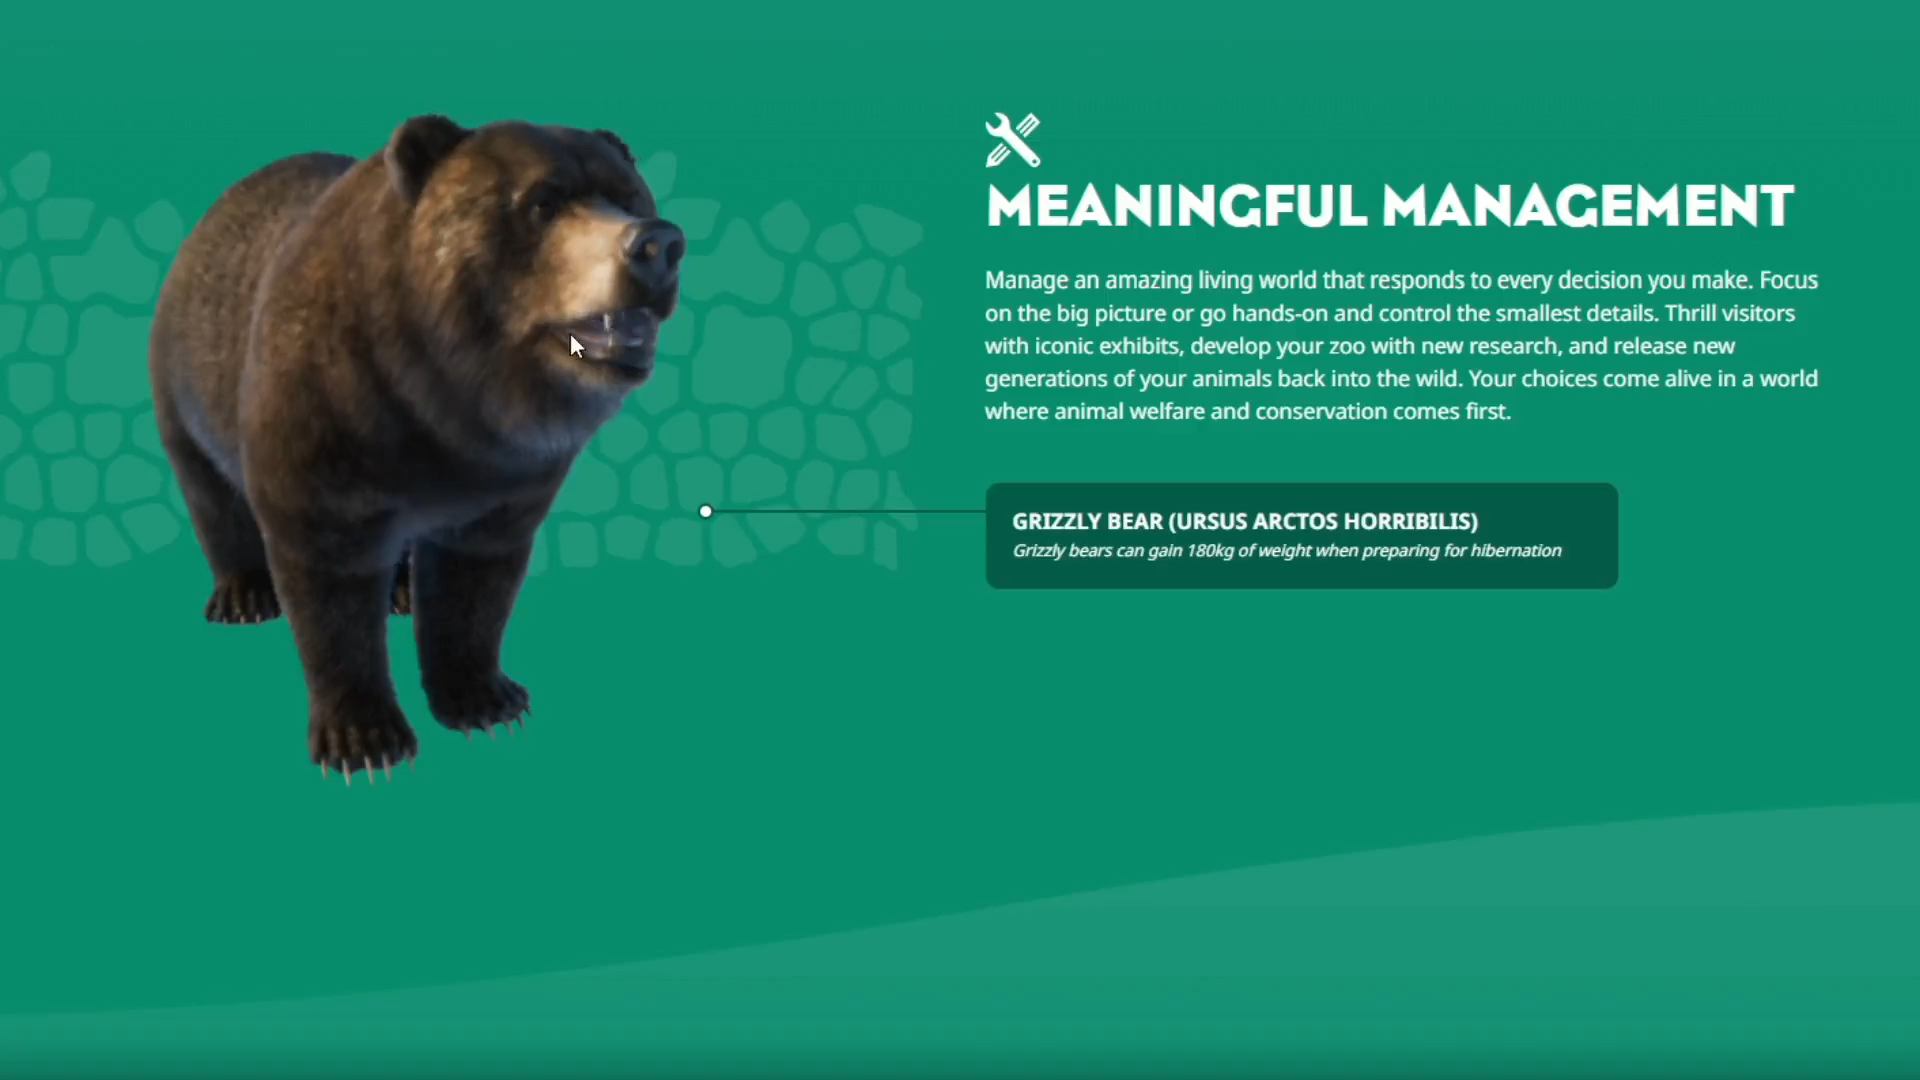 MEANINGFUL MANAGEMENT
Manage an amazing living world that responds to every decision you make. Focus
on the big picture or go hands-on and control the smallest details. Thrill visitors
with iconic exhibits, develop your zoo with new research, and release new
generations of your animals back into the wild. Your choices come alive in a world
where animal welfare and conservation comes first.
GRIZZLY BEAR (URSUS ARCTOS HORRIBILIS)
Grizzly bears can gain 180kg of weight when preparing for hibernation